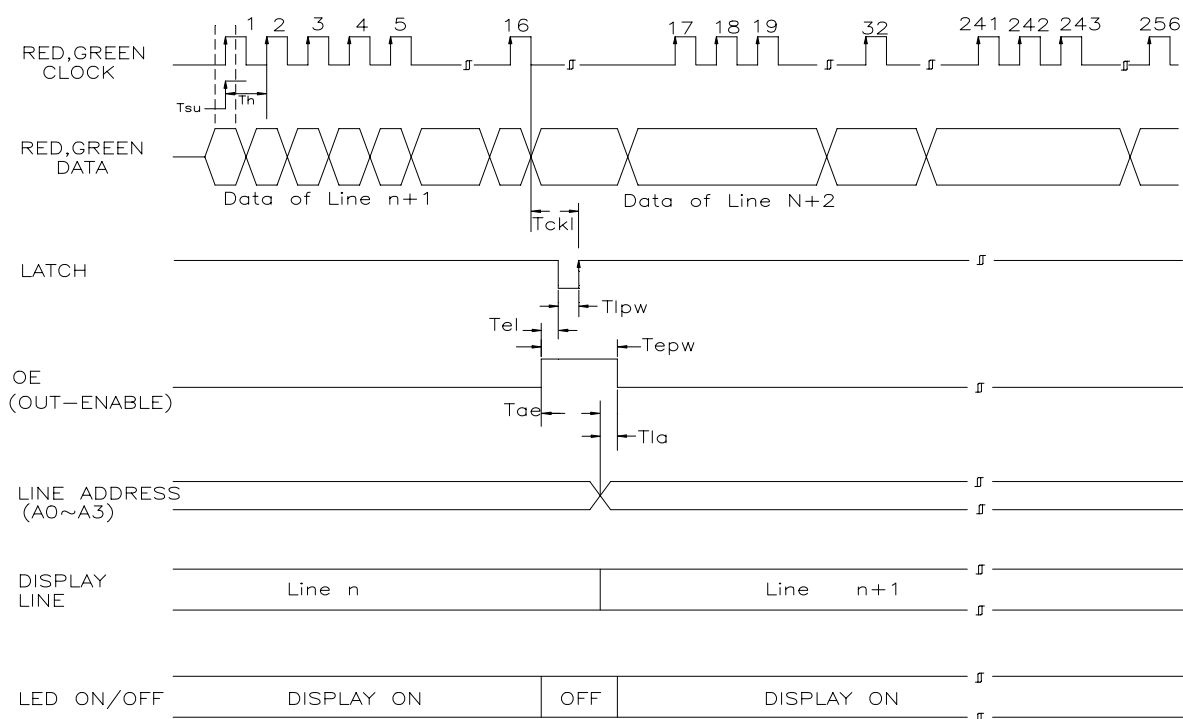 1 2 3 4 5 16 17 18 19 32 241 242 243 256
RED,GREEN
CLOCK
Tsu
Th
RED,GREEN
DATA
Data of Line n+1
Data of Line N+2
Tckl
LATCH
Tlpw
Tel
Tepw
OE
(OUT-ENABLE)
Tae
Tla
LINE ADDRESS
(A0~A3)
DISPLAY
LINE
Line n
Line n+1
LED ON/OFF
DISPLAY ON
OFF
DISPLAY ON